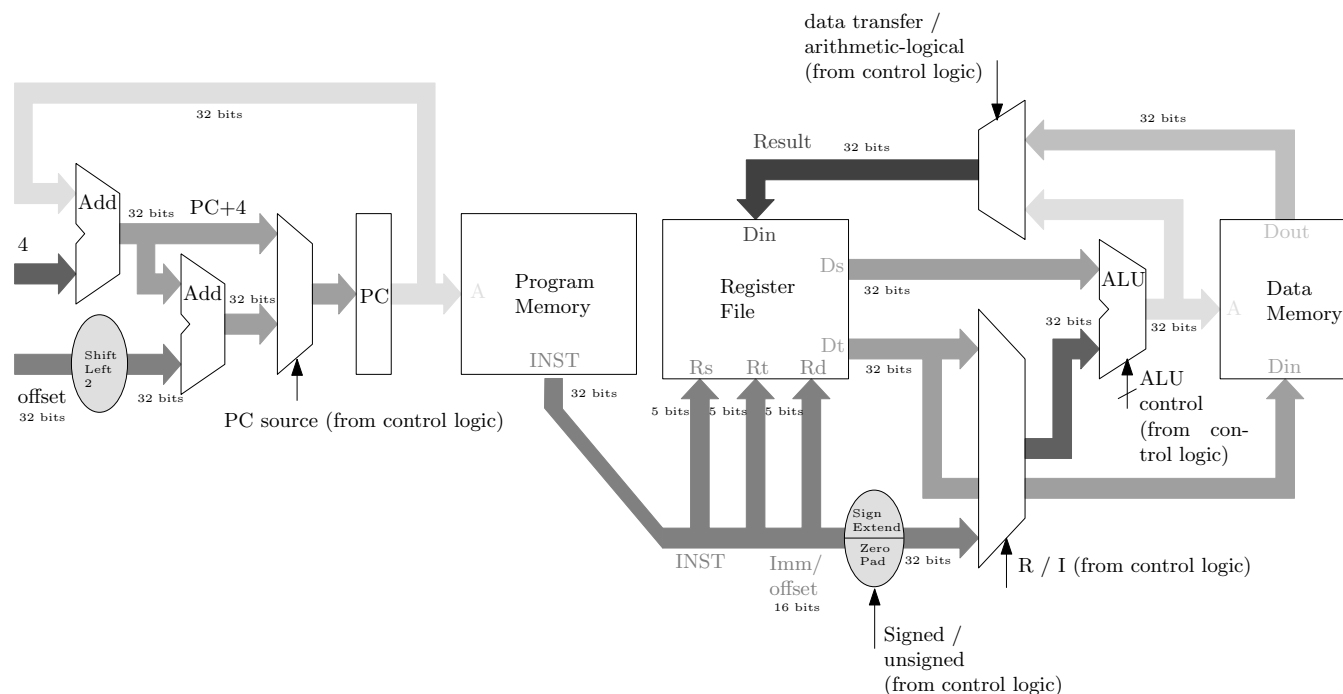 data transfer /
arithmetic-logical
(from control logic)
32 bits
32 bits
Result
32 bits
Add
32 bits
PC+4
4
Din
Dout
Ds
32 bits
Add
32 bits
PC
A
Program
Memory
Register
File
ALU
32 bits
32 bits
A
Data
Memory
Shift
Left
2
offset
32 bits
32 bits
INST
32 bits
Dt
32 bits
Rs
Rt
Rd
Din
5 bits
5 bits
5 bits
PC source (from control logic)
ALU
control
(from con-
trol logic)
Sign
Extend
Zero
Pad
32 bits
INST
Imm/
offset
16 bits
R / I (from control logic)
Signed /
unsigned
(from control logic)